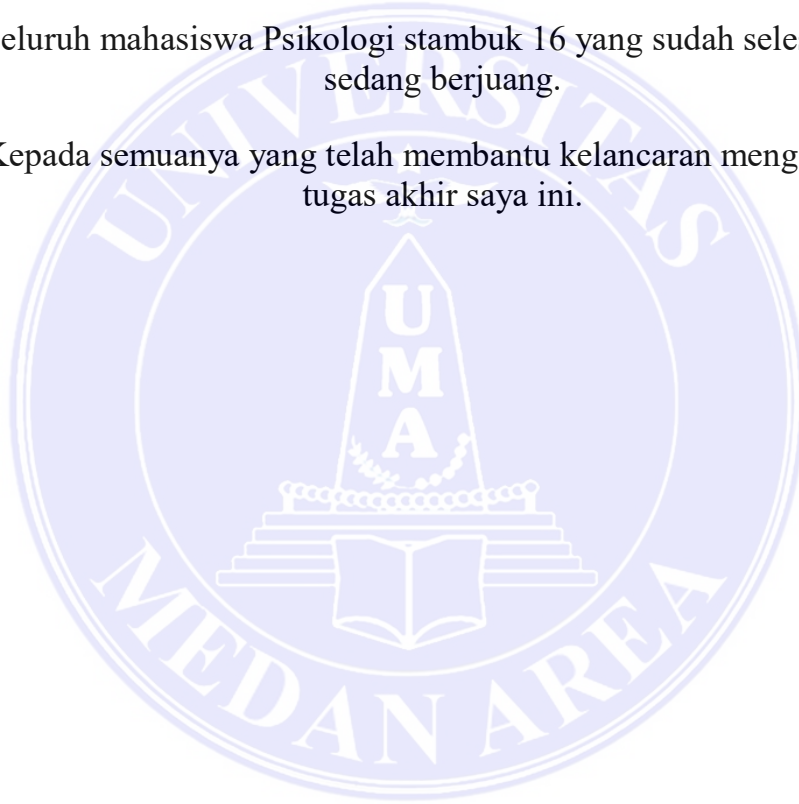 eluruh mahasiswa Psikologi stambuk 16 yang sudah sele
sedang berjuang.
Kepada semuanya yang telah membantu kelancaran meng
tugas akhir saya ini.
UNIVERSITAS
U
M
A
MEDAN AREA